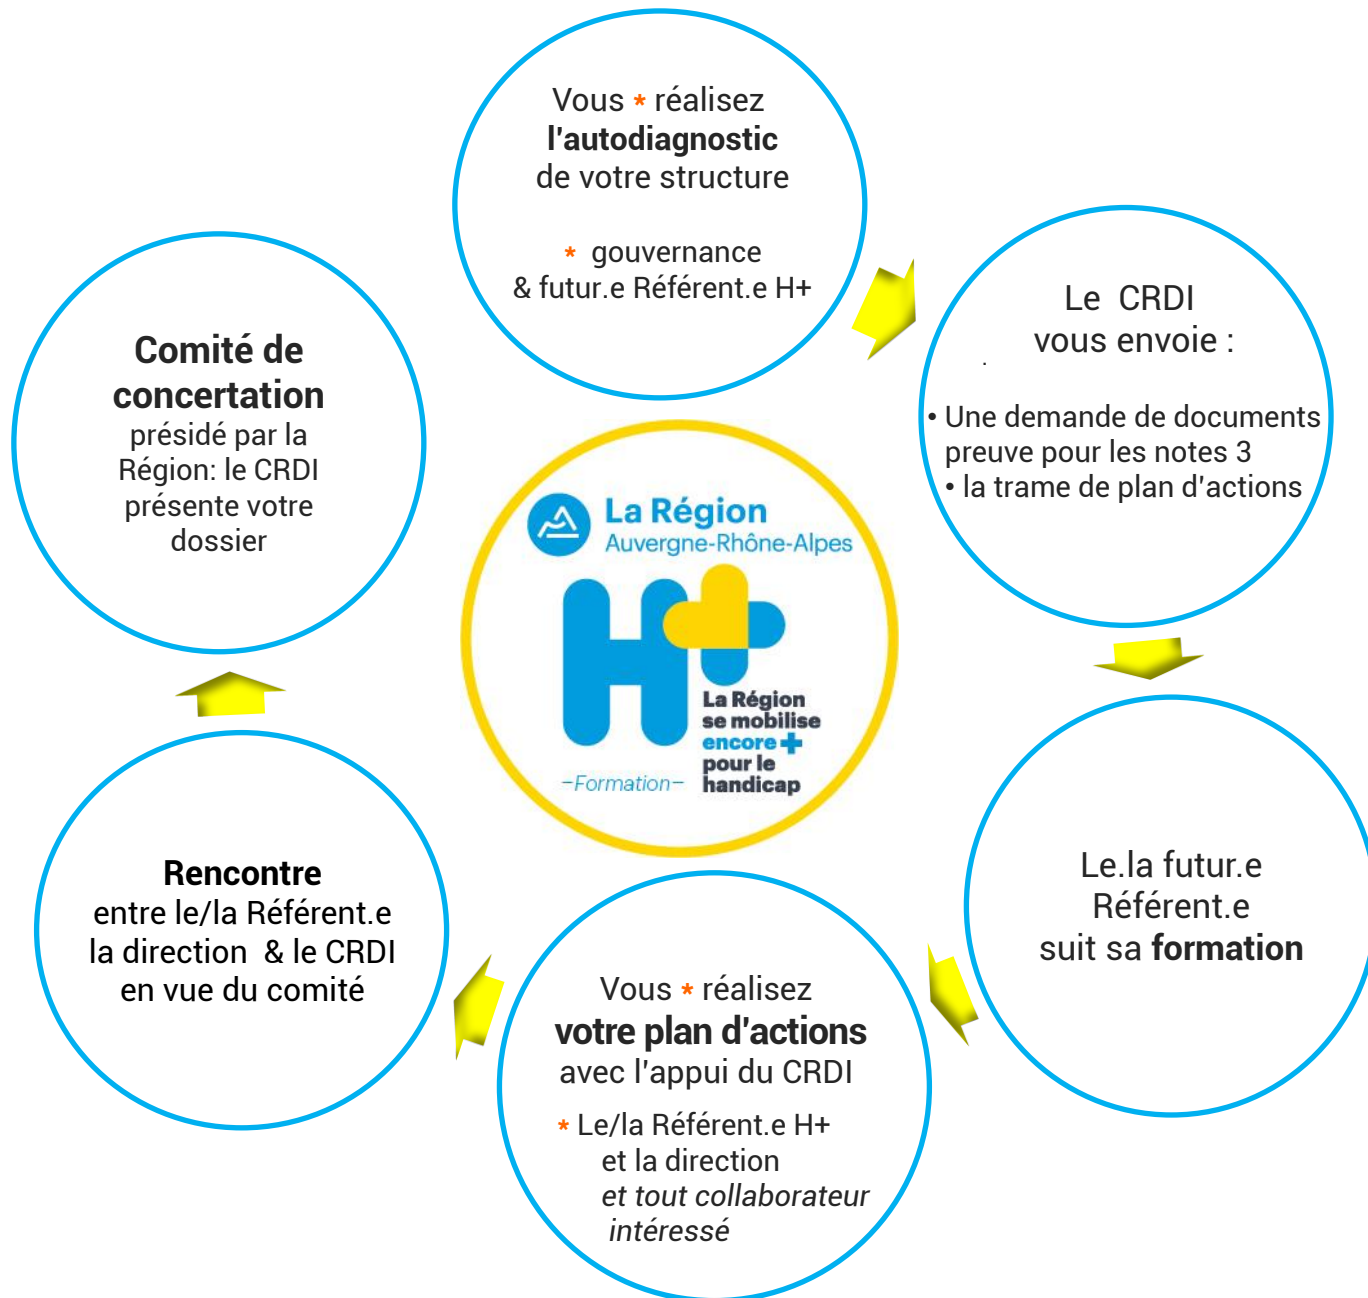 Vous * réalisez
l'autodiagnostic
de votre structure
* gouvernance
& futur.e Référent.e H+
Le CRDI
vous envoie :
.
• Une demande de documents
preuve pour les notes 3
• la trame de plan d'actions
Le.la futur.e
Référent.e
suit sa formation
Vous * réalisez
votre plan d'actions
avec l'appui du CRDI
* Le/la Référent.e H+
et la direction
et tout collaborateur
intéressé
Rencontre
entre le/la Référent.e
la direction & le CRDI
en vue du comité
Comité de
concertation
présidé par la
Région: le CRDI
présente votre
dossier
La Région
Auvergne-Rhône-Alpes
H+
La Région
se mobilise
encore +
pour le
handicap
-Formation-